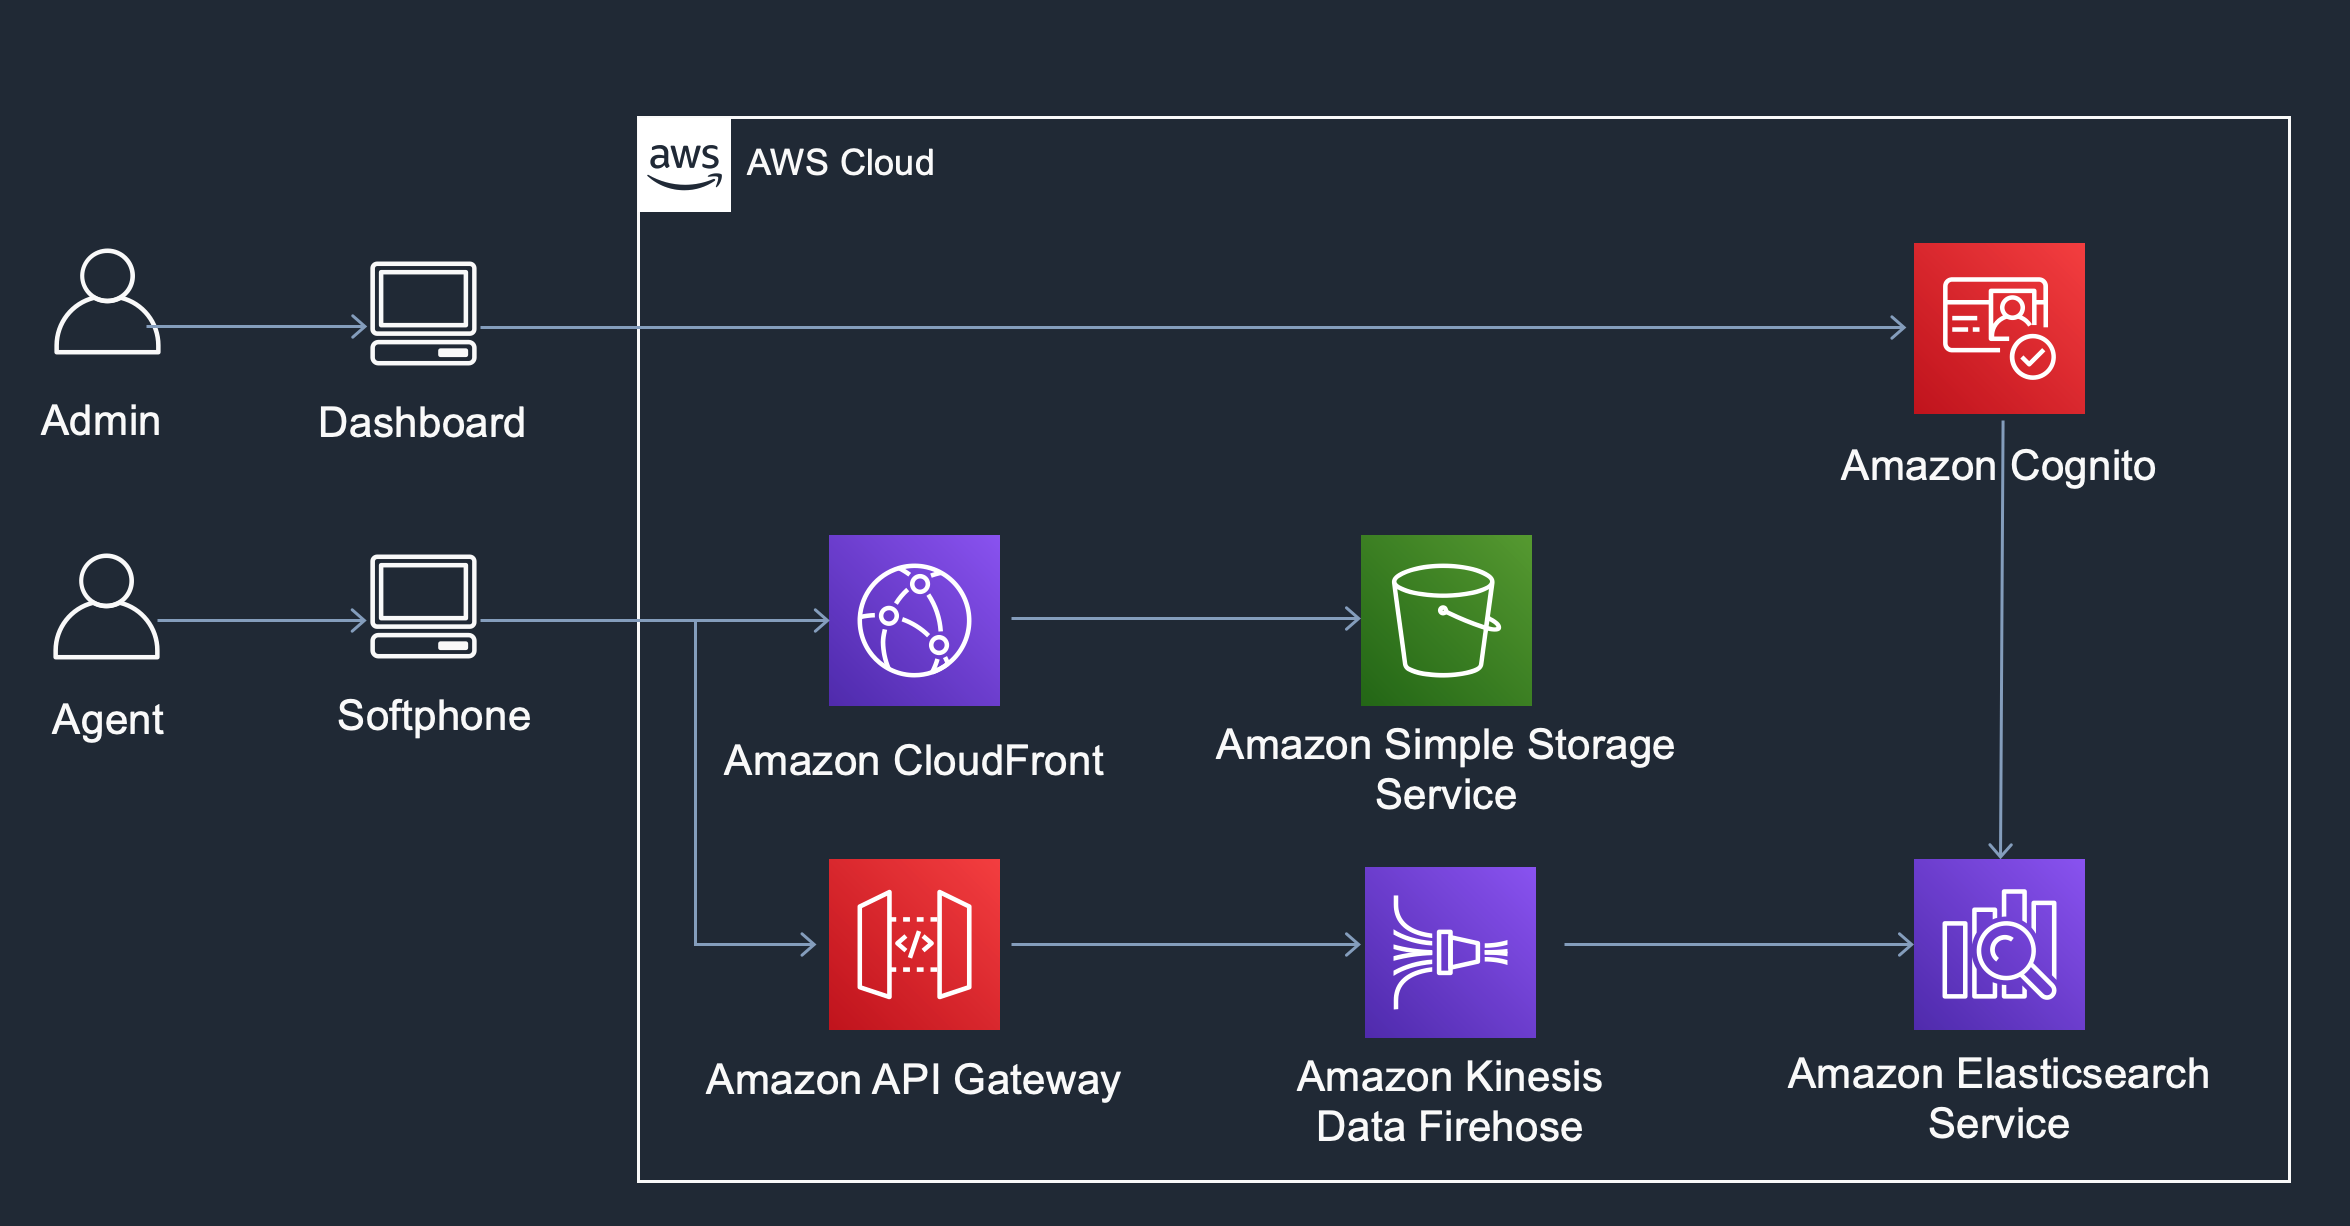 aws
AWS Cloud
Admin
Dashboard
Amazon Cognito
Agent
Softphone
Amazon CloudFront
Amazon Simple Storage
Service
</>
Amazon API Gateway
Amazon Kinesis
Data Firehose
Amazon Elasticsearch
Service